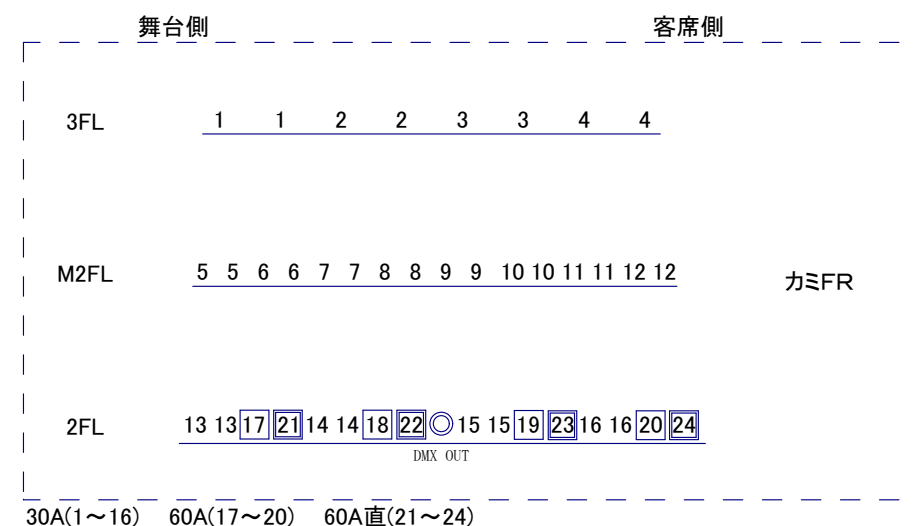 舞台側 客席側
3FL 1 1 2 2 3 3 4 4
M2FL 5 5 6 6 7 7 8 8 9 9 10 10 11 11 12 12 カミFR
2FL 13 13 17 21 14 14 18 22 ◎ 15 15 19 23 16 16 20 24
DMX OUT
30A(1～16) 60A(17～20) 60A直(21～24)